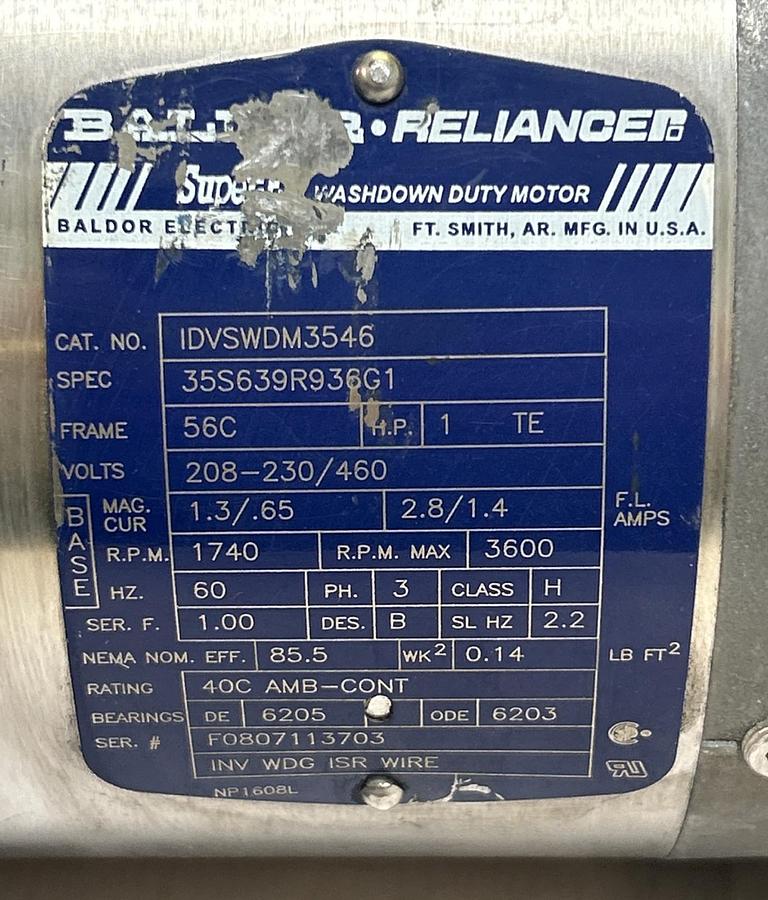 RELIANCER
WASHDOWN DUTY MOTOR
BALDOR FT. SMITH, AR. MFG. IN U.S.A.
CAT. NO. IDVSWDM3546
SPEC 35S639R936G1
FRAME 56C H.P. 1 TE
VOLTS 208-230/460
BASE
MAG. CUR 1.3/.65 2.8/1.4 F.L. AMPS
R.P.M. 1740 R.P.M. MAX 3600
HZ. 60 PH. 3 CLASS H
SER. F. 1.00 DES. B SL HZ 2.2
NEMA NOM. EFF. 85.5 WK² 0.14 LB FT²
RATING 40C AMB-CONT
BEARINGS DE 6205 ODE 6203
SER. # F0807113703
INV WDG ISR WIRE
NP1608L